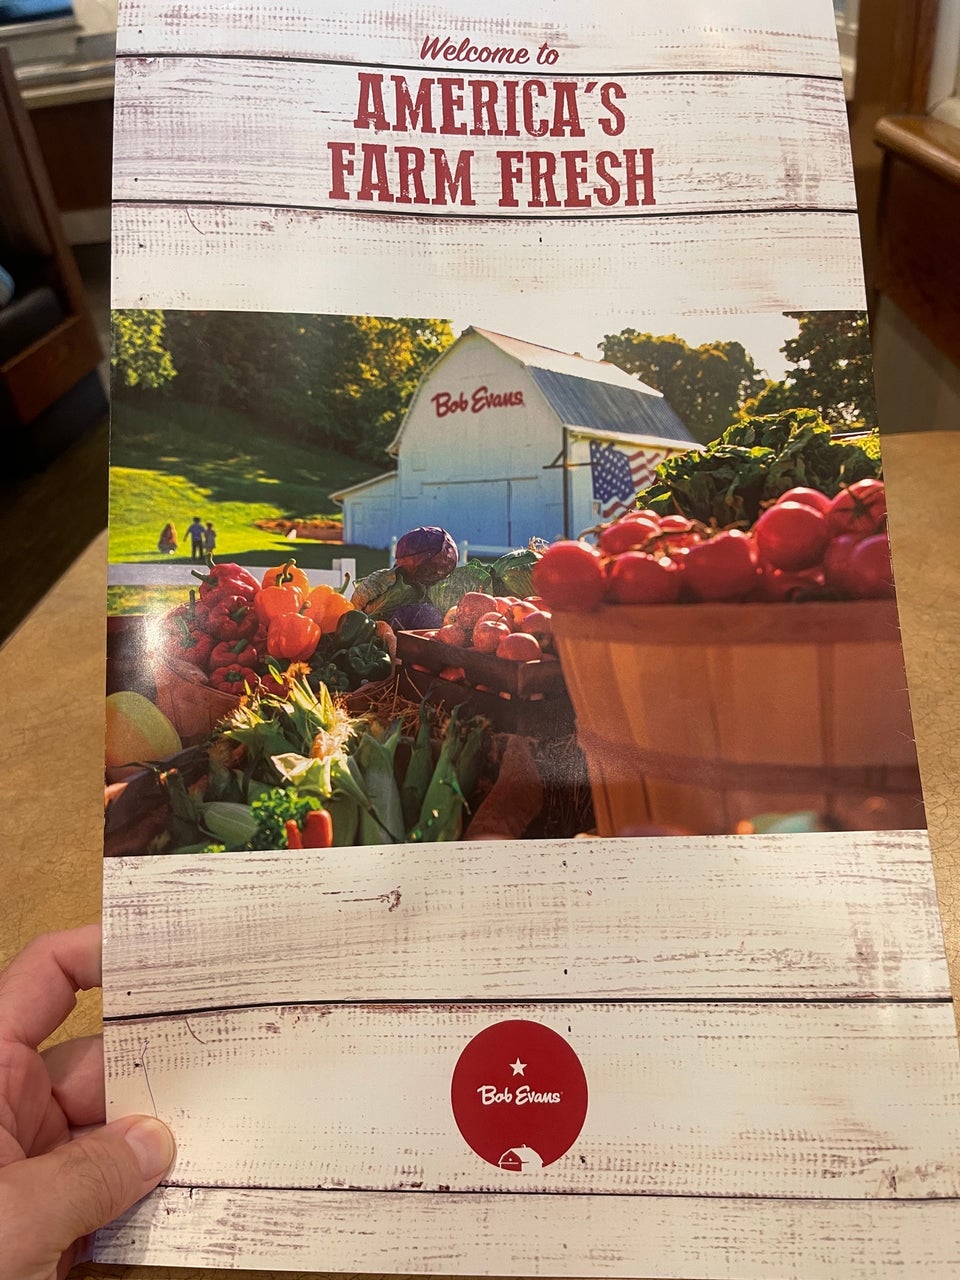 Welcome to
AMERICA'S
FARM FRESH
Bob Evans
Bob Evans